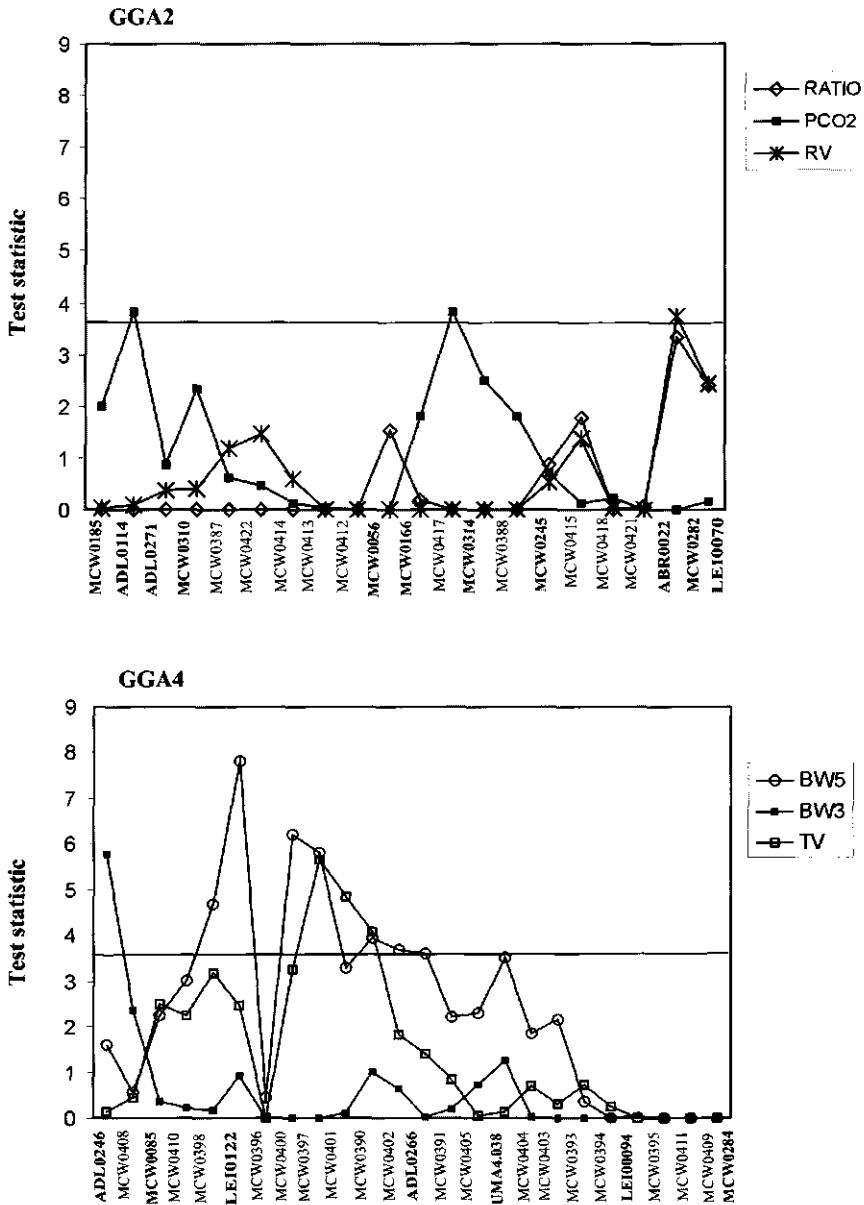 GGA2
9
8
7
6
5
4
3
2
1
0
Test statistic
RATIO
PCO2
RV
MCW0185
ADL0114
ADL0271
MCW0310
MCW0387
MCW0422
MCW0414
MCW0413
MCW0412
MCW0056
MCW0166
MCW0417
MCW0314
MCW0388
MCW0245
MCW0415
MCW0418
MCW0421
ABR0022
MCW0282
LEI0070
GGA4
9
8
7
6
5
4
3
2
1
0
Test statistic
BW5
BW3
TV
ADL0246
MCW0408
MCW0085
MCW0410
MCW0398
LEI0122
MCW0396
MCW0400
MCW0397
MCW0401
MCW0390
MCW0402
ADL0266
MCW0391
MCW0405
UMA4.038
MCW0404
MCW0403
MCW0393
MCW0394
LEI00094
MCW0395
MCW0411
MCW0409
MCW0284